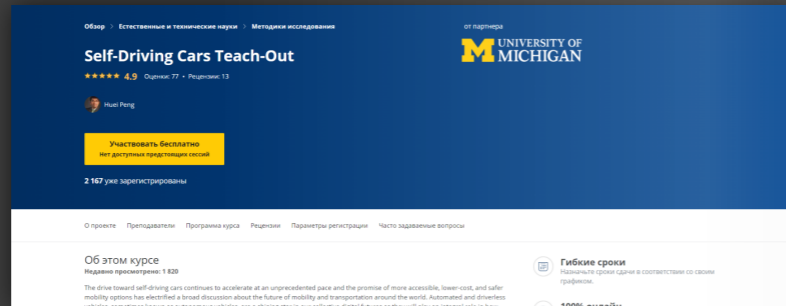 Обзор > Естественные и технические науки > Методики исследования
от партнера
Self-Driving Cars Teach-Out
M UNIVERSITY OF
MICHIGAN
4.9 Оценки: 77 • Рецензии: 13
Huei Peng
Участвовать бесплатно
Нет доступных предстоящих сессий
2 167 уже зарегистрированы
О проекте Преподаватели Программа курса Рецензии Параметры регистрации Часто задаваемые вопросы
Об этом курсе
Недавно просмотрено: 1 820
The drive toward self-driving cars continues to accelerate at an unprecedented pace and the promise of more accessible, lower-cost, and safer
mobility options has electrified a broad discussion about the future of mobility and transportation around the world. Automated and driverless
Гибкие сроки
Назначьте сроки сдачи в соответствии со своим
графиком.
100% онлайн